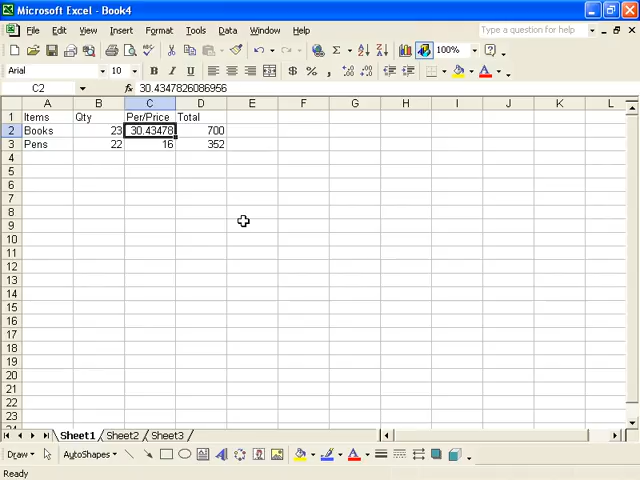 Microsoft Excel - Book4
File Edit View Insert Format Tools Data Window Help
Type a question for help
100%
Arial 10 B I U $ % ,
C2 fx 30.4347826086956
A B C D E F G H I J K L
1 Items Qty Per/Price Total
2 Books 23 30.43478 700
3 Pens 22 16 352
4
5
6
7
8
9
10
11
12
13
14
15
16
17
18
19
20
21
22
23
24
Sheet1 Sheet2 Sheet3
Draw AutoShapes
Ready